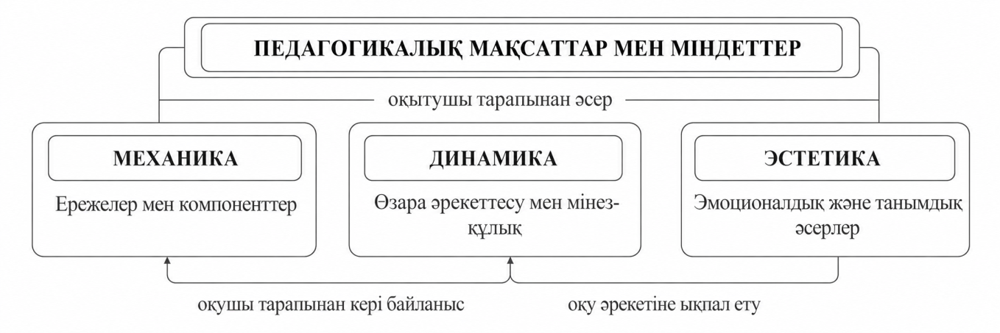 ПЕДАГОГИКАЛЫҚ МАҚСАТТАР МЕН МІНДЕТТЕР
оқытушы тарапынан әсер
МЕХАНИКА
Ережелер мен компоненттер
ДИНАМИКА
Өзара әрекеттесу мен мінез-
құлық
ЭСТЕТИКА
Эмоционалдық және танымдық
әсерлер
оқушы тарапынан кері байланыс
оқу әрекетіне ықпал ету